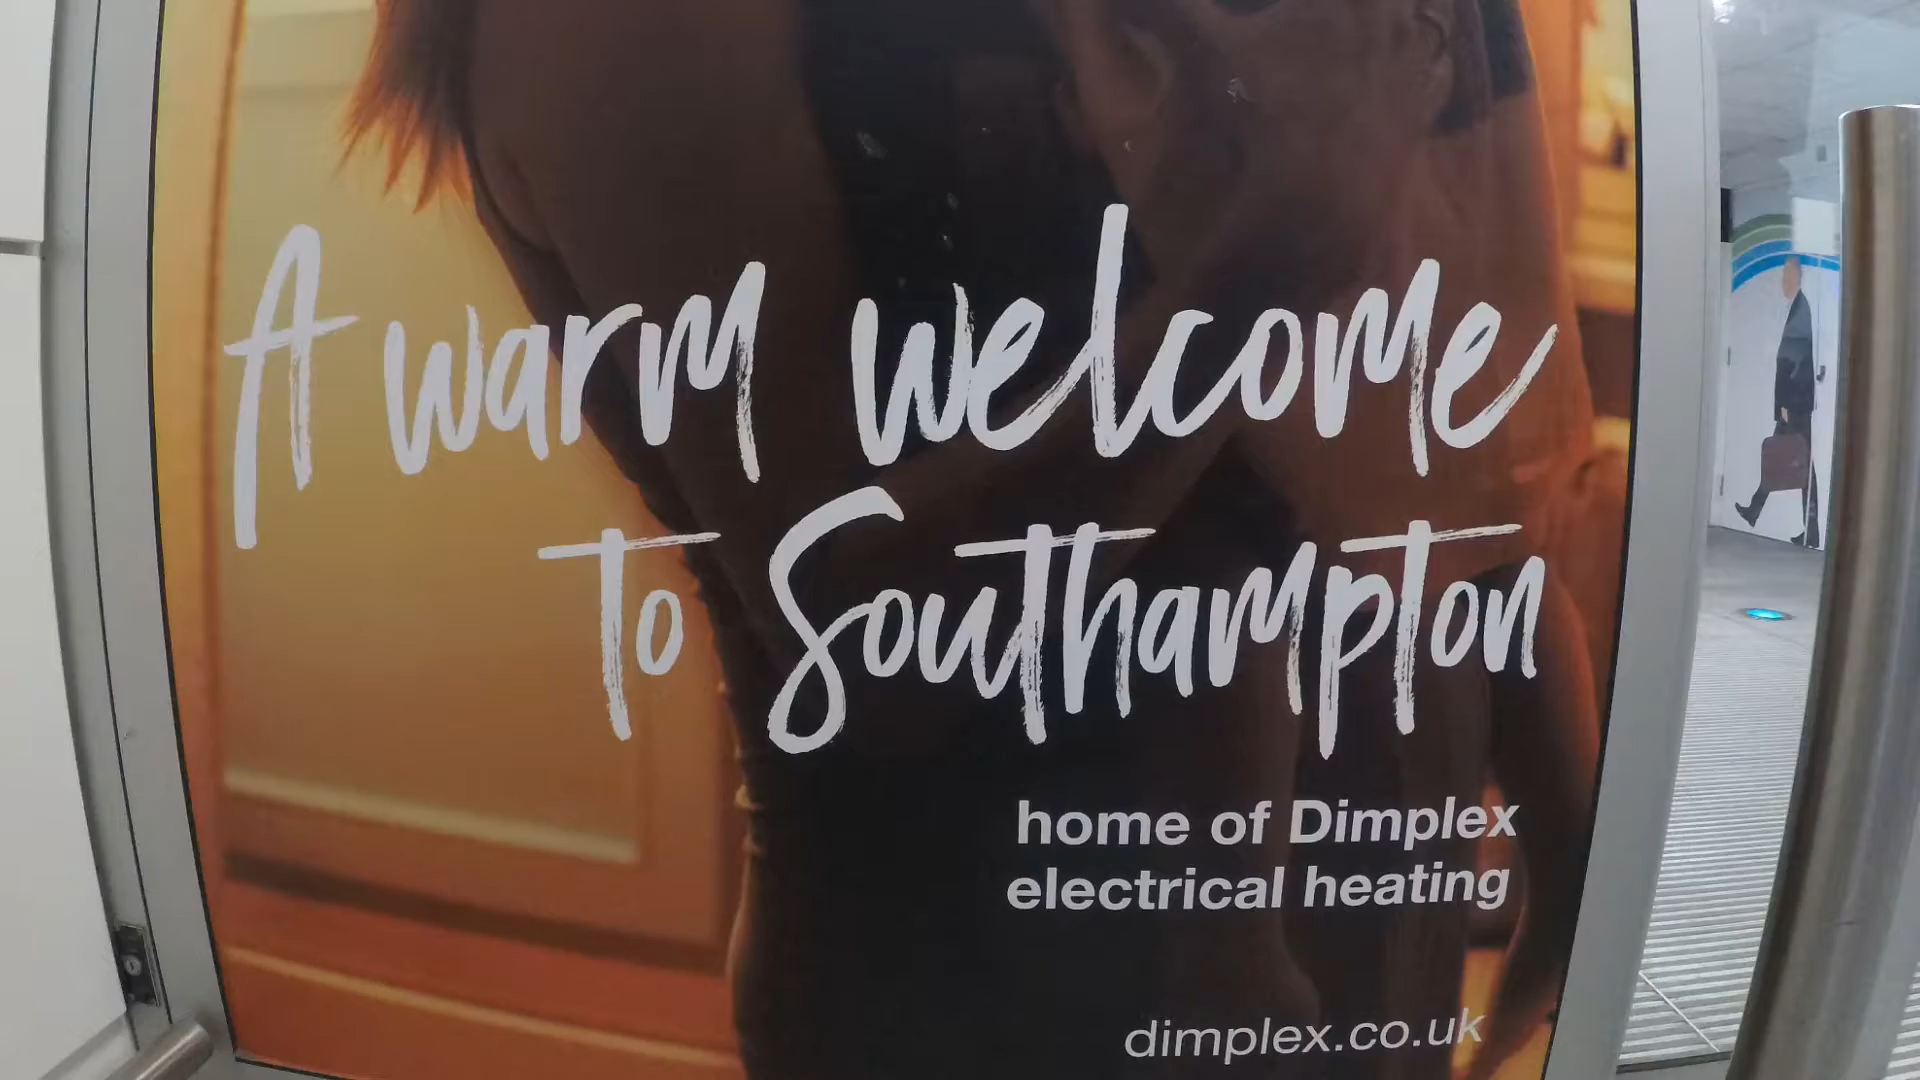 A warm welcome
to Southampton
home of Dimplex
electrical heating
dimplex.co.uk